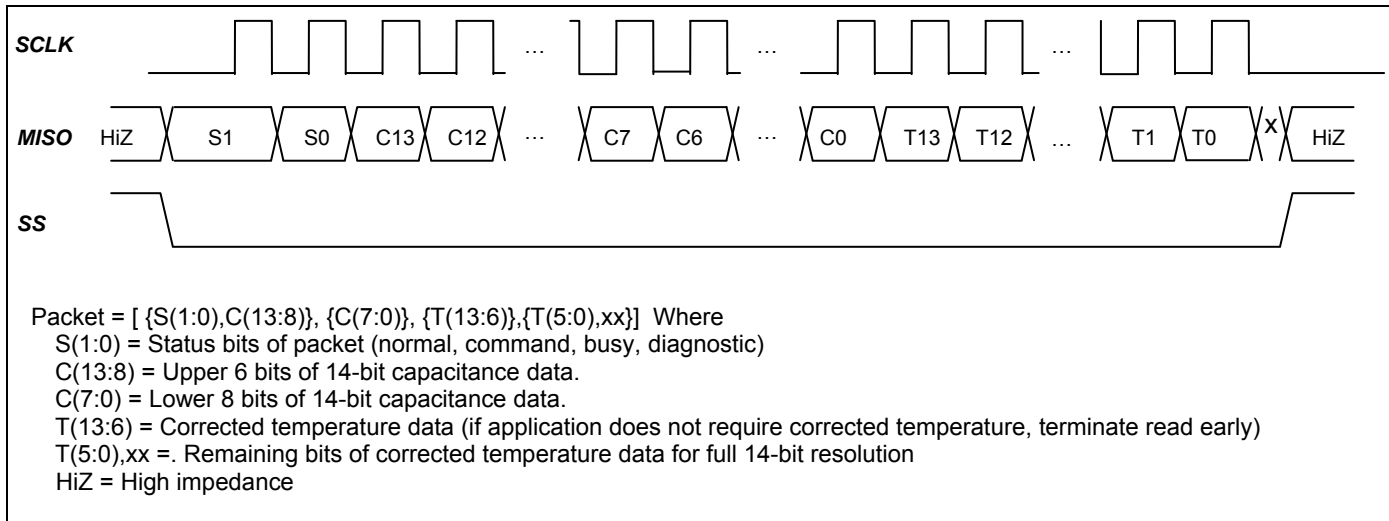 SCLK … … …
MISO HiZ S1 S0 C13 C12 … C7 C6 … C0 T13 T12 … T1 T0 X HiZ
SS
Packet = [ {S(1:0),C(13:8)}, {C(7:0)}, {T(13:6)},{T(5:0),xx}] Where
S(1:0) = Status bits of packet (normal, command, busy, diagnostic)
C(13:8) = Upper 6 bits of 14-bit capacitance data.
C(7:0) = Lower 8 bits of 14-bit capacitance data.
T(13:6) = Corrected temperature data (if application does not require corrected temperature, terminate read early)
T(5:0),xx =. Remaining bits of corrected temperature data for full 14-bit resolution
HiZ = High impedance